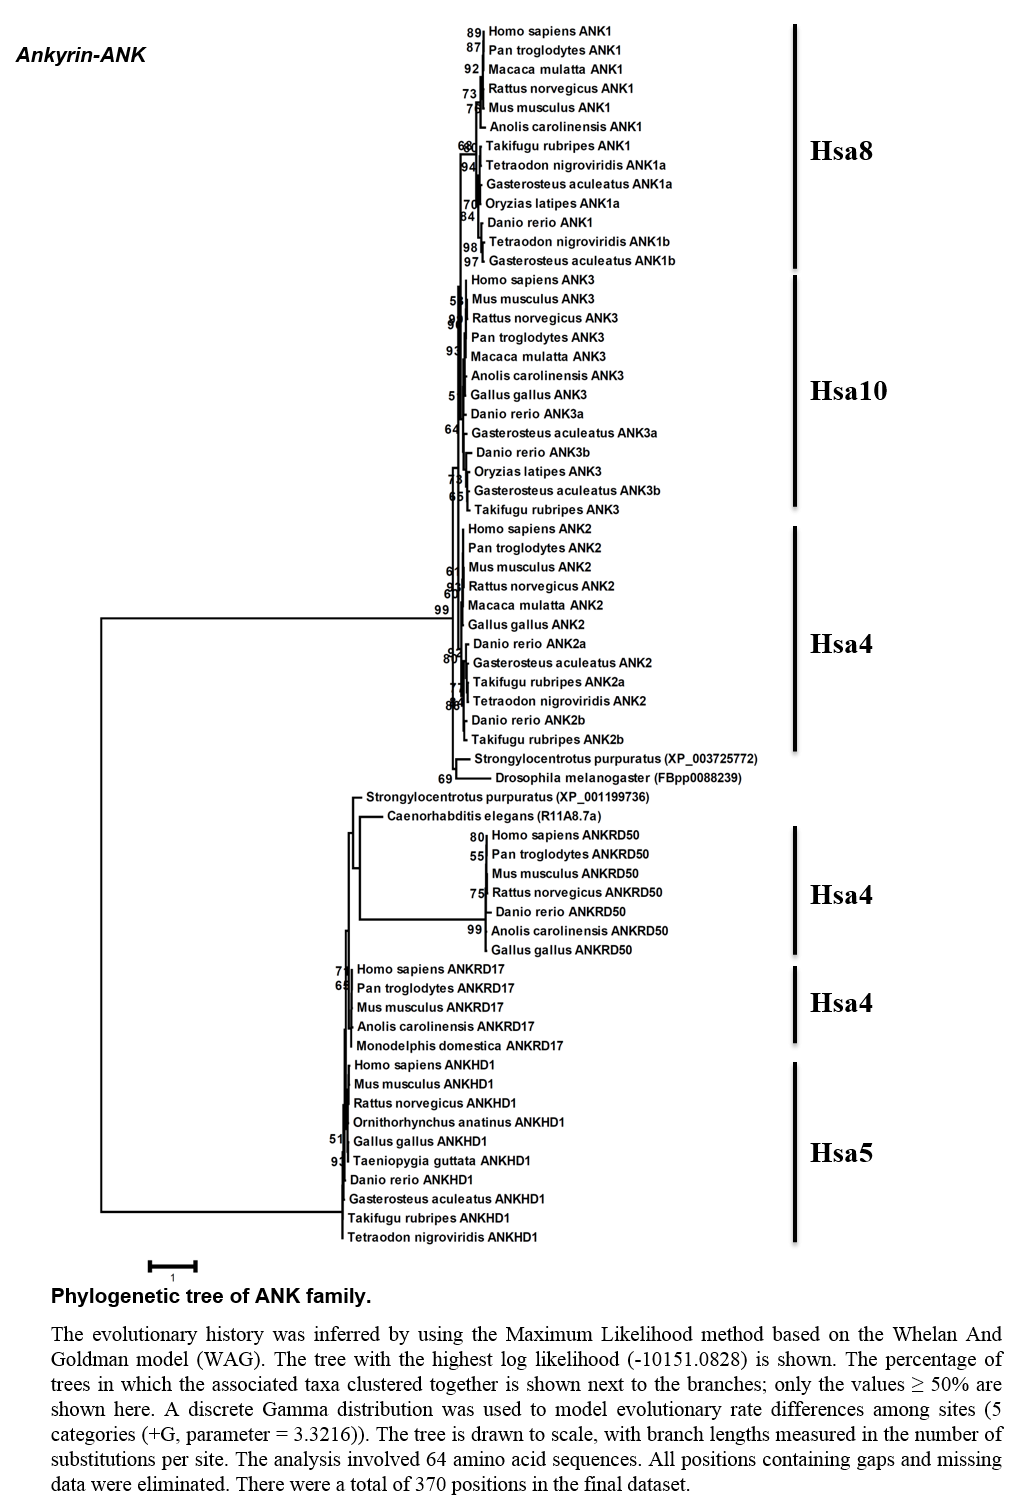 Ankyrin-ANK
89 Homo sapiens ANK1
87 Pan troglodytes ANK1
92 Macaca mulatta ANK1
Rattus norvegicus ANK1
73
Mus musculus ANK1
Anolis carolinensis ANK1
Takifugu rubripes ANK1
94 Tetraodon nigroviridis ANK1a
Gasterosteus aculeatus ANK1a
70 Oryzias latipes ANK1a
84
Danio rerio ANK1
98 Tetraodon nigroviridis ANK1b
97 Gasterosteus aculeatus ANK1b
Hsa8
Homo sapiens ANK3
Mus musculus ANK3
Rattus norvegicus ANK3
Pan troglodytes ANK3
93 Macaca mulatta ANK3
Anolis carolinensis ANK3
Gallus gallus ANK3
Danio rerio ANK3a
64 Gasterosteus aculeatus ANK3a
Danio rerio ANK3b
73 Oryzias latipes ANK3
65 Gasterosteus aculeatus ANK3b
Takifugu rubripes ANK3
Hsa10
Homo sapiens ANK2
Pan troglodytes ANK2
Mus musculus ANK2
Rattus norvegicus ANK2
Macaca mulatta ANK2
99
Gallus gallus ANK2
Danio rerio ANK2a
Gasterosteus aculeatus ANK2
Takifugu rubripes ANK2a
Tetraodon nigroviridis ANK2
Danio rerio ANK2b
Takifugu rubripes ANK2b
Hsa4
Strongylocentrotus purpuratus (XP_003725772)
69 Drosophila melanogaster (FBpp0088239)
Strongylocentrotus purpuratus (XP_001199736)
Caenorhabditis elegans (R11A8.7a)
80 Homo sapiens ANKRD50
55 Pan troglodytes ANKRD50
Mus musculus ANKRD50
75 Rattus norvegicus ANKRD50
Danio rerio ANKRD50
99 Anolis carolinensis ANKRD50
Gallus gallus ANKRD50
Hsa4
71 Homo sapiens ANKRD17
65 Pan troglodytes ANKRD17
Mus musculus ANKRD17
Anolis carolinensis ANKRD17
Monodelphis domestica ANKRD17
Hsa4
Homo sapiens ANKHD1
Mus musculus ANKHD1
Rattus norvegicus ANKHD1
Ornithorhynchus anatinus ANKHD1
51 Gallus gallus ANKHD1
93 Taeniopygia guttata ANKHD1
Danio rerio ANKHD1
Gasterosteus aculeatus ANKHD1
Takifugu rubripes ANKHD1
Tetraodon nigroviridis ANKHD1
Hsa5
1
Phylogenetic tree of ANK family.
The evolutionary history was inferred by using the Maximum Likelihood method based on the Whelan And
Goldman model (WAG). The tree with the highest log likelihood (-10151.0828) is shown. The percentage of
trees in which the associated taxa clustered together is shown next to the branches; only the values ≥ 50% are
shown here. A discrete Gamma distribution was used to model evolutionary rate differences among sites (5
categories (+G, parameter = 3.3216)). The tree is drawn to scale, with branch lengths measured in the number of
substitutions per site. The analysis involved 64 amino acid sequences. All positions containing gaps and missing
data were eliminated. There were a total of 370 positions in the final dataset.